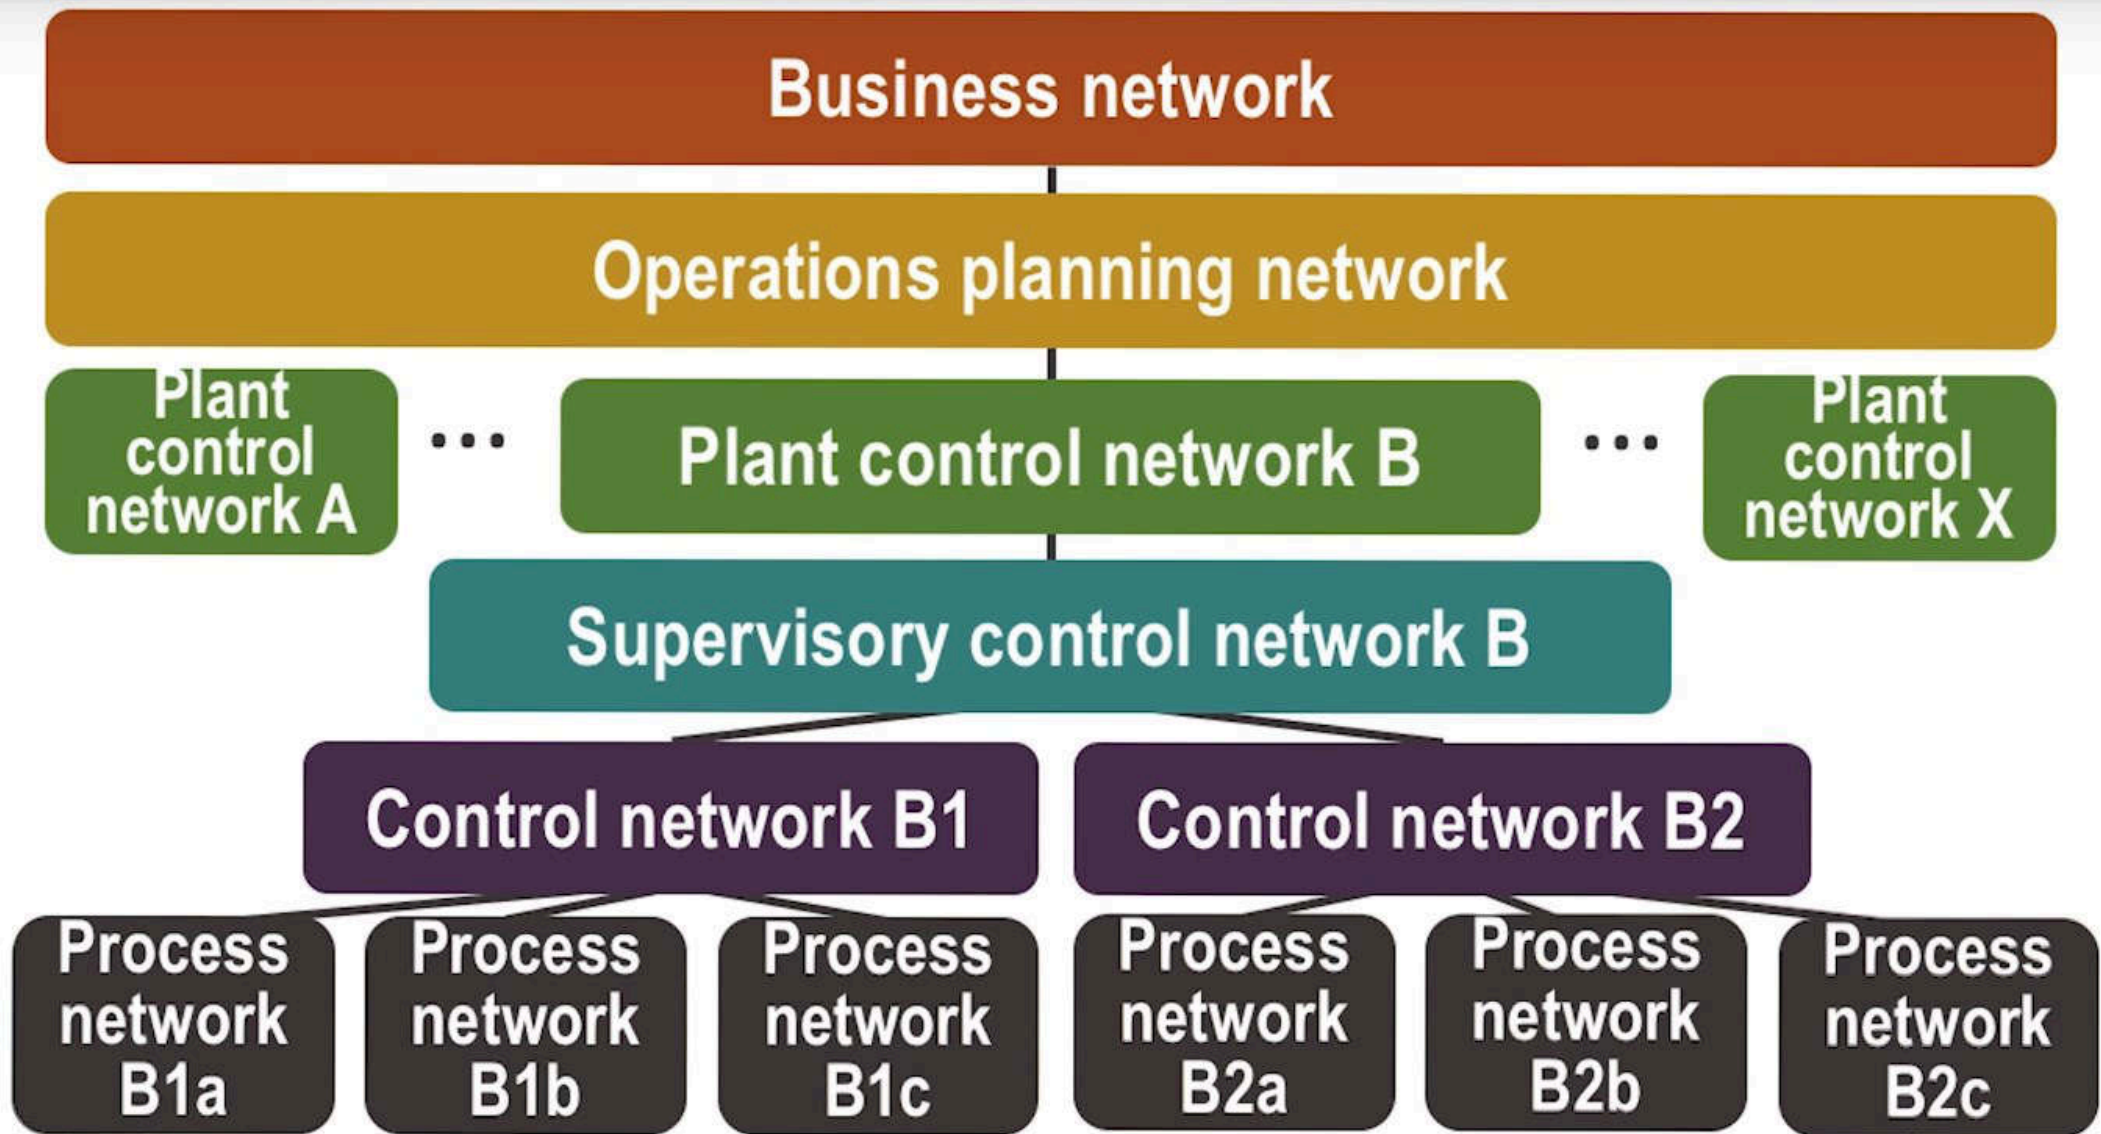 Business network
Operations planning network
Plant
control
network A
...
Plant control network B
...
Plant
control
network X
Supervisory control network B
Control network B1
Control network B2
Process
network
B1a
Process
network
B1b
Process
network
B1c
Process
network
B2a
Process
network
B2b
Process
network
B2c